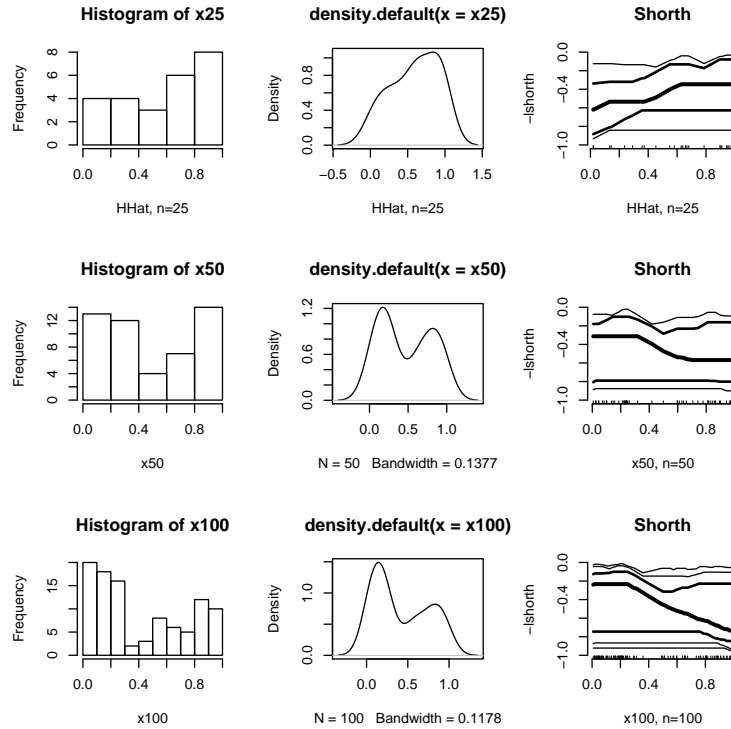 Histogram of x25
Frequency
0 2 4 6 8
0.0 0.4 0.8
HHat, n=25
density.default(x = x25)
Density
0.0 0.4 0.8
−0.5 0.0 0.5 1.0 1.5
HHat, n=25
Shorth
−lshorth
−1.0 −0.4 0.0
0.0 0.4 0.8
HHat, n=25
Histogram of x50
Frequency
0 4 8 12
0.0 0.4 0.8
x50
density.default(x = x50)
Density
0.0 0.6 1.2
0.0 0.5 1.0
N = 50 Bandwidth = 0.1377
Shorth
−lshorth
−1.0 −0.4 0.0
0.0 0.4 0.8
x50, n=50
Histogram of x100
Frequency
0 5 15
0.0 0.4 0.8
x100
density.default(x = x100)
Density
0.0 1.0
0.0 0.5 1.0
N = 100 Bandwidth = 0.1178
Shorth
−lshorth
−1.0 −0.4 0.0
0.0 0.4 0.8
x100, n=100